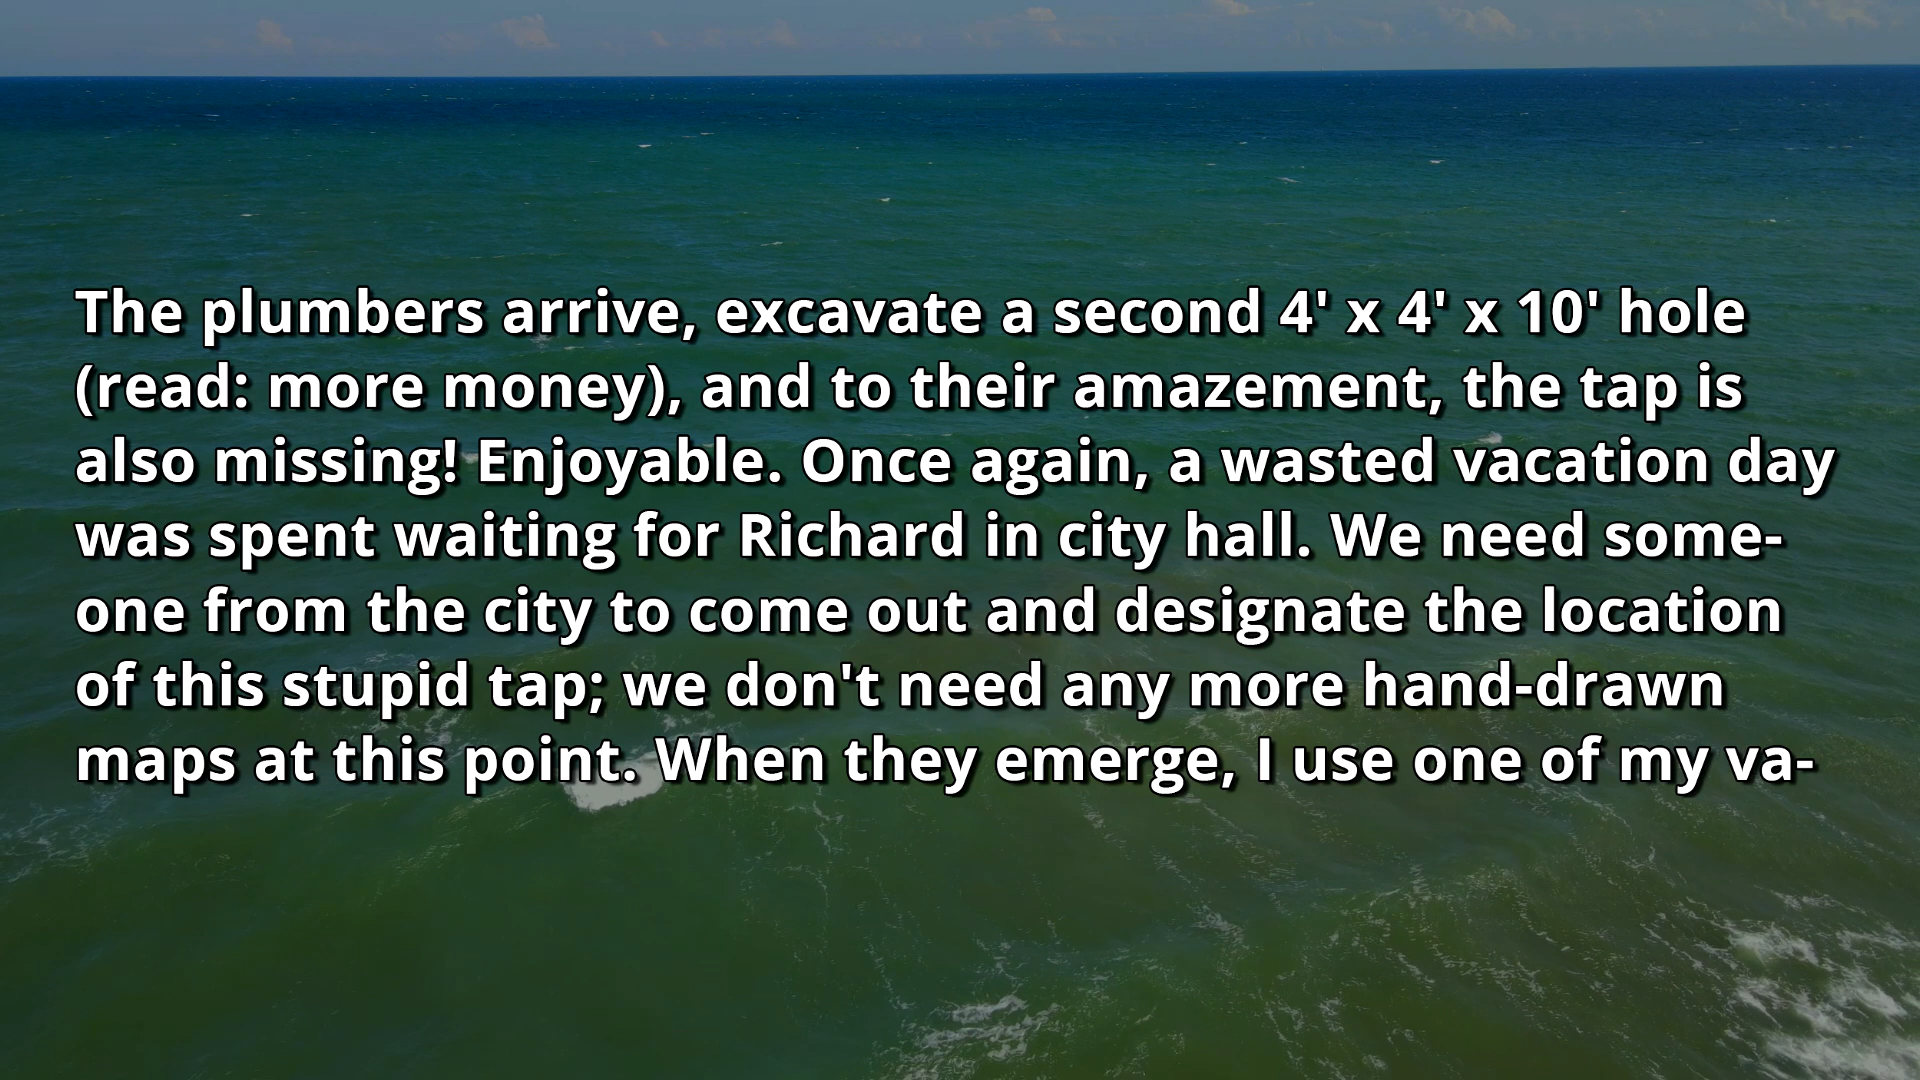 The plumbers arrive, excavate a second 4' x 4' x 10' hole
(read: more money), and to their amazement, the tap is
also missing! Enjoyable. Once again, a wasted vacation day
was spent waiting for Richard in city hall. We need some-
one from the city to come out and designate the location
of this stupid tap; we don't need any more hand-drawn
maps at this point. When they emerge, I use one of my va-